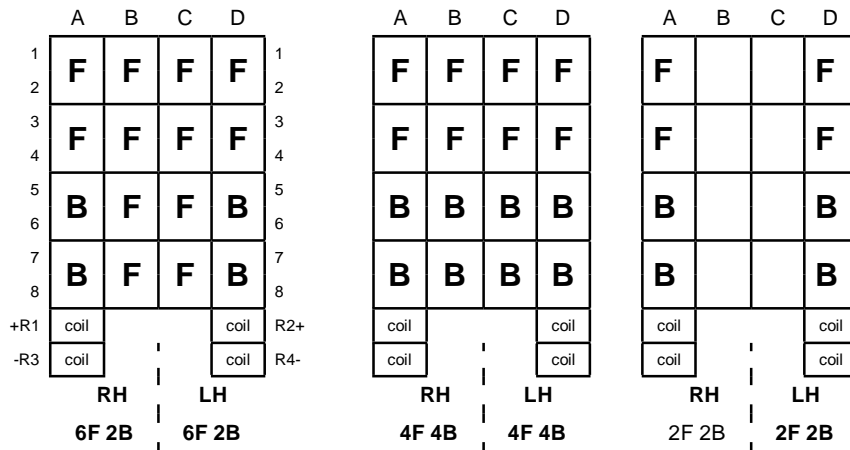 A B C D A B C D A D B C
1 F F F F 1 F F F F F F
2 2
3 F F F F 3 F F F F F F
4 4
5 B F F B 5 B B B B B B
6 6
7 B F F B 7 B B B B B B
8 8
+R1 coil coil R2+ coil coil coil coil
-R3 coil coil R4- coil coil coil coil
RH LH RH LH RH LH
6F 2B 6F 2B 4F 4B 4F 4B 2F 2B 2F 2B